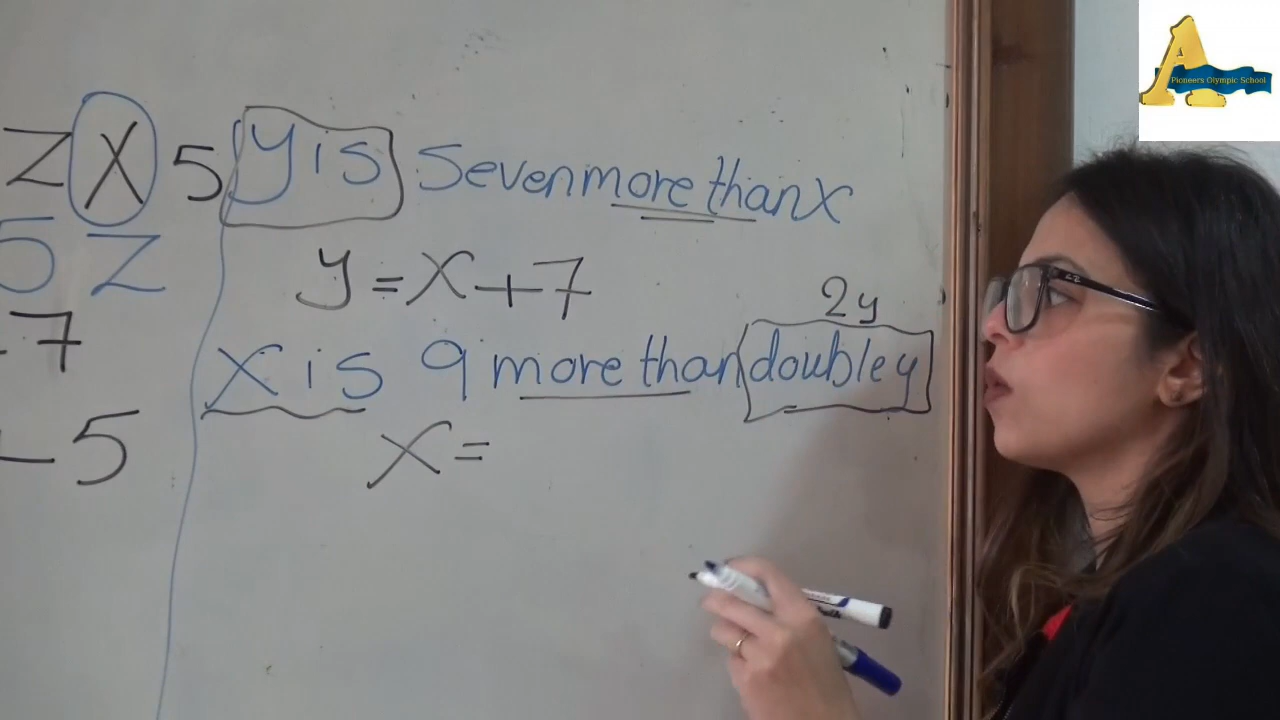 Pioneers Olympic School
Z X 5
5 Z
- 7
- 5
y is seven more than x
y = x + 7
2y
x is 9 more than double y
x =